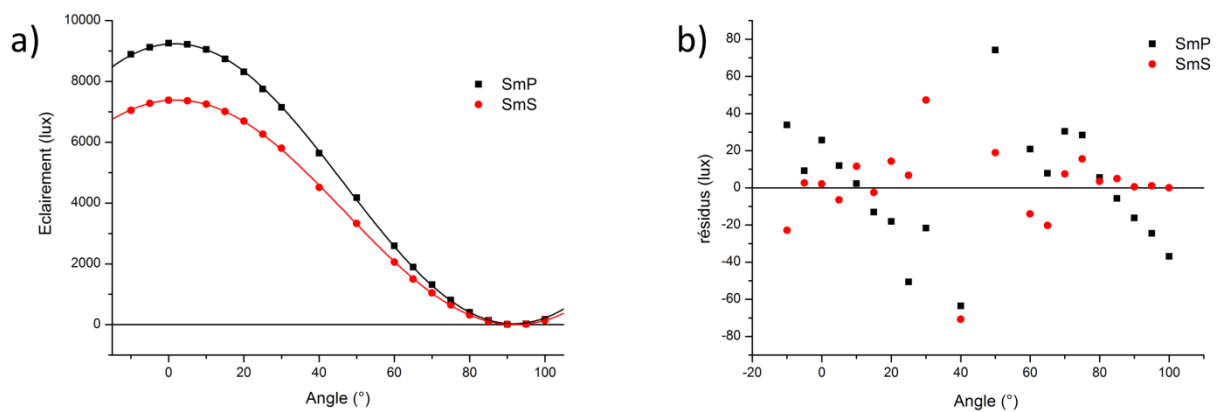 a)
10000
8000
6000
4000
2000
0
Eclairement (lux)
0 20 40 60 80 100
Angle (°)
SmP
SmS
b)
80
60
40
20
0
-20
-40
-60
-80
résidus (lux)
-20 0 20 40 60 80 100
Angle (°)
SmP
SmS